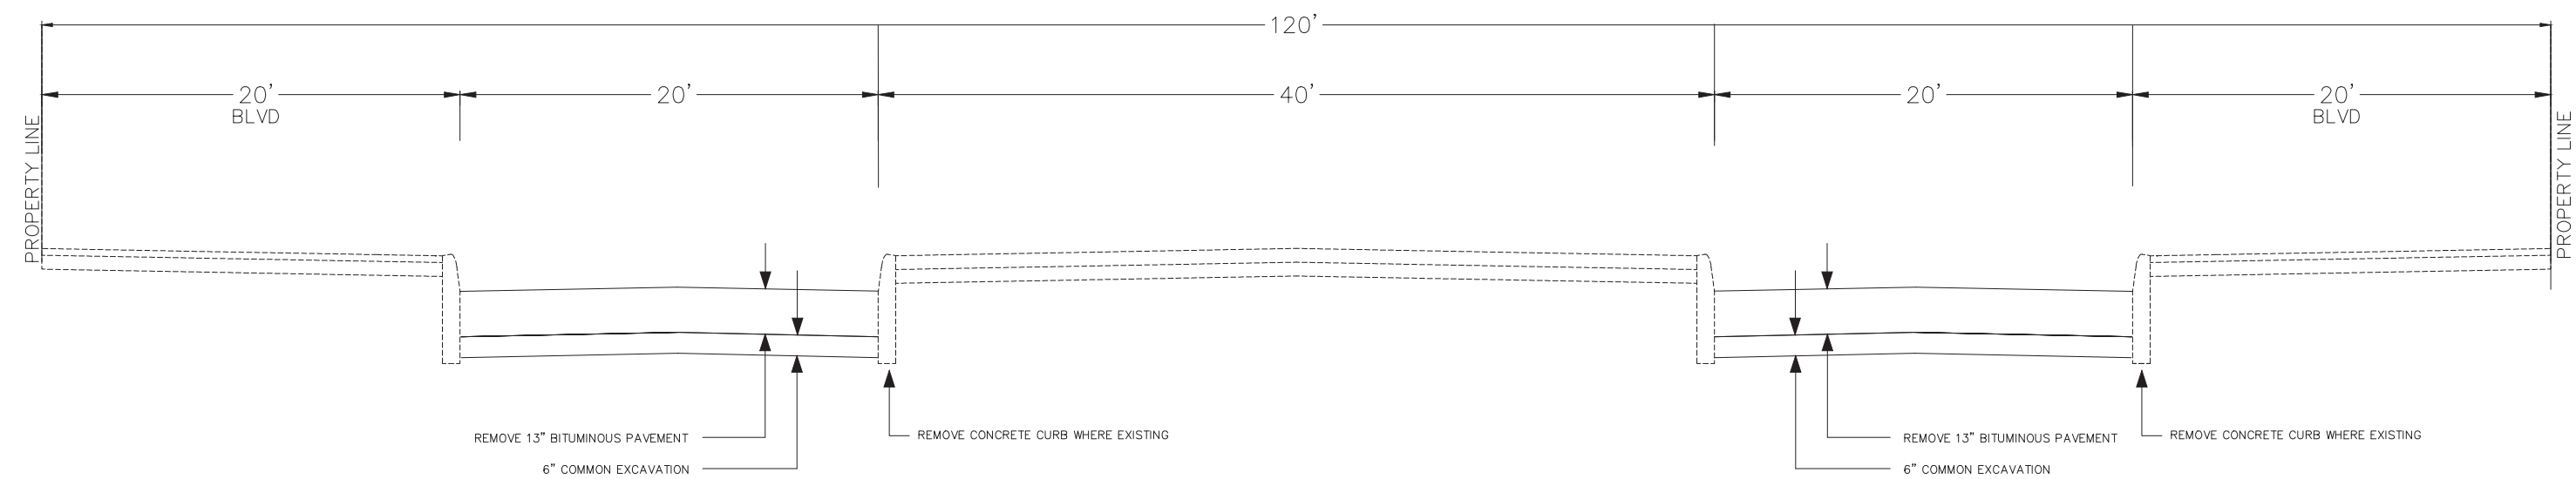 120'
20'
BLVD
20'
40'
20'
20'
BLVD
PROPERTY LINE
PROPERTY LINE
REMOVE 13" BITUMINOUS PAVEMENT
6" COMMON EXCAVATION
REMOVE CONCRETE CURB WHERE EXISTING
REMOVE 13" BITUMINOUS PAVEMENT
6" COMMON EXCAVATION
REMOVE CONCRETE CURB WHERE EXISTING